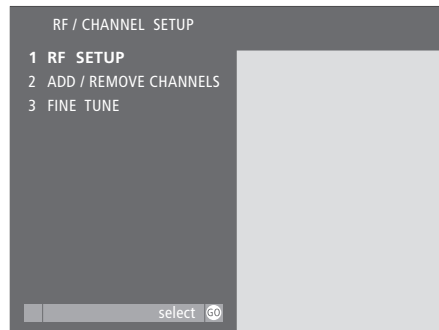 RF / CHANNEL SETUP
1 RF SETUP
2 ADD / REMOVE CHANNELS
3 FINE TUNE
select GO